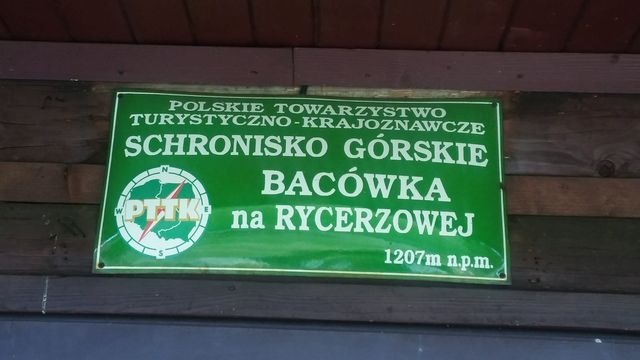 POLSKIE TOWARZYSTWO
TURYSTYCZNO-KRAJOZNAWCZE
SCHRONISKO GÓRSKIE
BACÓWKA
na RYCERZOWEJ
1207m n.p.m.
N
W
E
PTTK
S